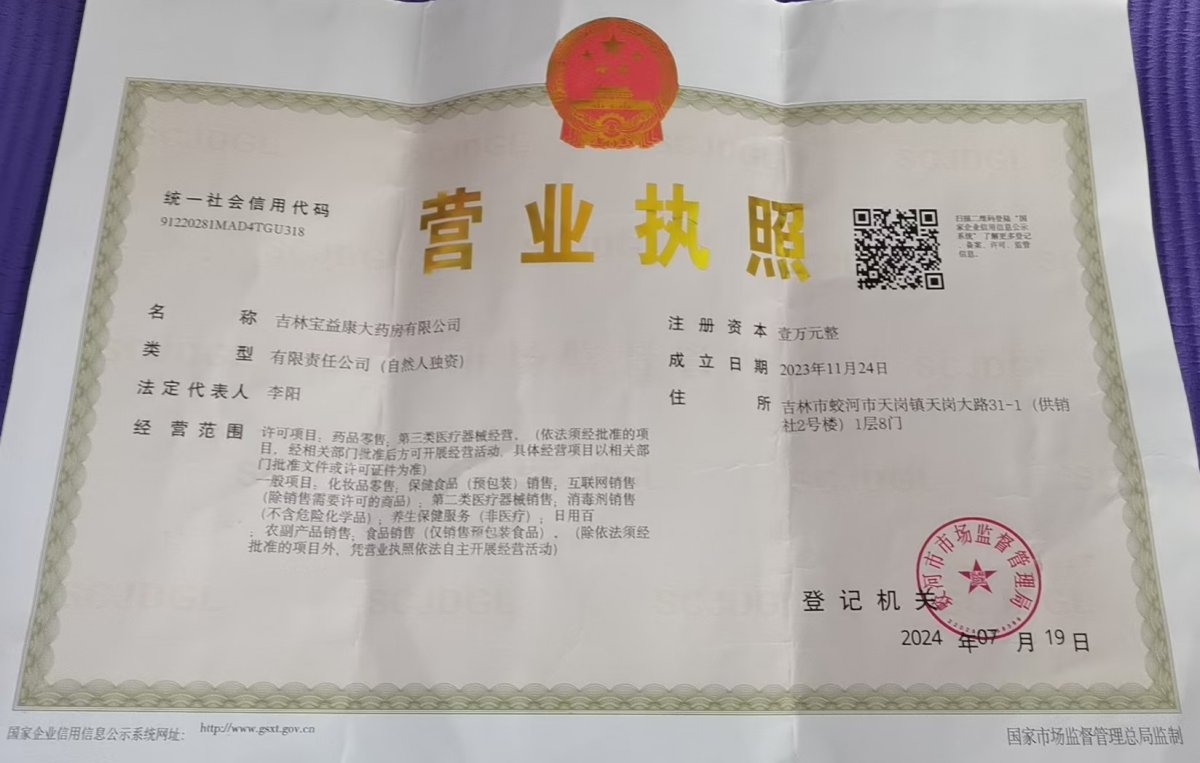 营业执照
统一社会信用代码
91220281MAD4TGU318
扫描二维码登陆“国
家企业信用信息公示
系统”了解更多登记
、备案、许可、监管
信息。
名称 吉林宝益康大药房有限公司
类型 有限责任公司（自然人独资）
法定代表人 李阳
经营范围 许可项目：药品零售；第三类医疗器械经营。（依法须经批准的项
目，经相关部门批准后方可开展经营活动，具体经营项目以相关部
门批准文件或许可证件为准）
一般项目：化妆品零售；保健食品（预包装）销售；互联网销售
（除销售需要许可的商品）；第二类医疗器械销售；消毒剂销售
（不含危险化学品）；养生保健服务（非医疗）；日用百
；农副产品销售；食品销售（仅销售预包装食品）。（除依法须经
批准的项目外，凭营业执照依法自主开展经营活动）
注册资本 壹万元整
成立日期 2023年11月24日
住所 吉林市蛟河市天岗镇天岗大路31-1（供销
社2号楼）1层8门
登记机关
蛟河市市场监督管理局
2024年07月19日
国家企业信用信息公示系统网址： http://www.gsxt.gov.cn
国家市场监督管理总局监制